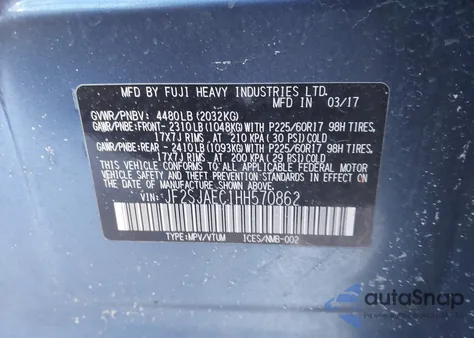 MFD BY FUJI HEAVY INDUSTRIES LTD.
MFD IN 03/17
GVWR/PNBV: 4480LB (2032KG)
GAWR/PNBE: FRONT- 2310LB (1048KG) WITH P225/60R17 98H TIRES,
17X7J RIMS, AT 210 KPA (30 PSI) COLD
GAWR/PNBE: REAR - 2410LB (1093KG) WITH P225/60R17 98H TIRES,
17X7J RIMS, AT 200 KPA (29 PSI) COLD
THIS VEHICLE CONFORMS TO ALL APPLICABLE
FEDERAL MOTOR VEHICLE SAFETY STANDARDS IN EFFECT
ON THE DATE OF MANUFACTURE SHOWN ABOVE.
VIN: JF2SJAEC1HH570862
TYPE:MPV/VTUM ICES/NMB-002
autoSnap
Powered by AutoBidMaster